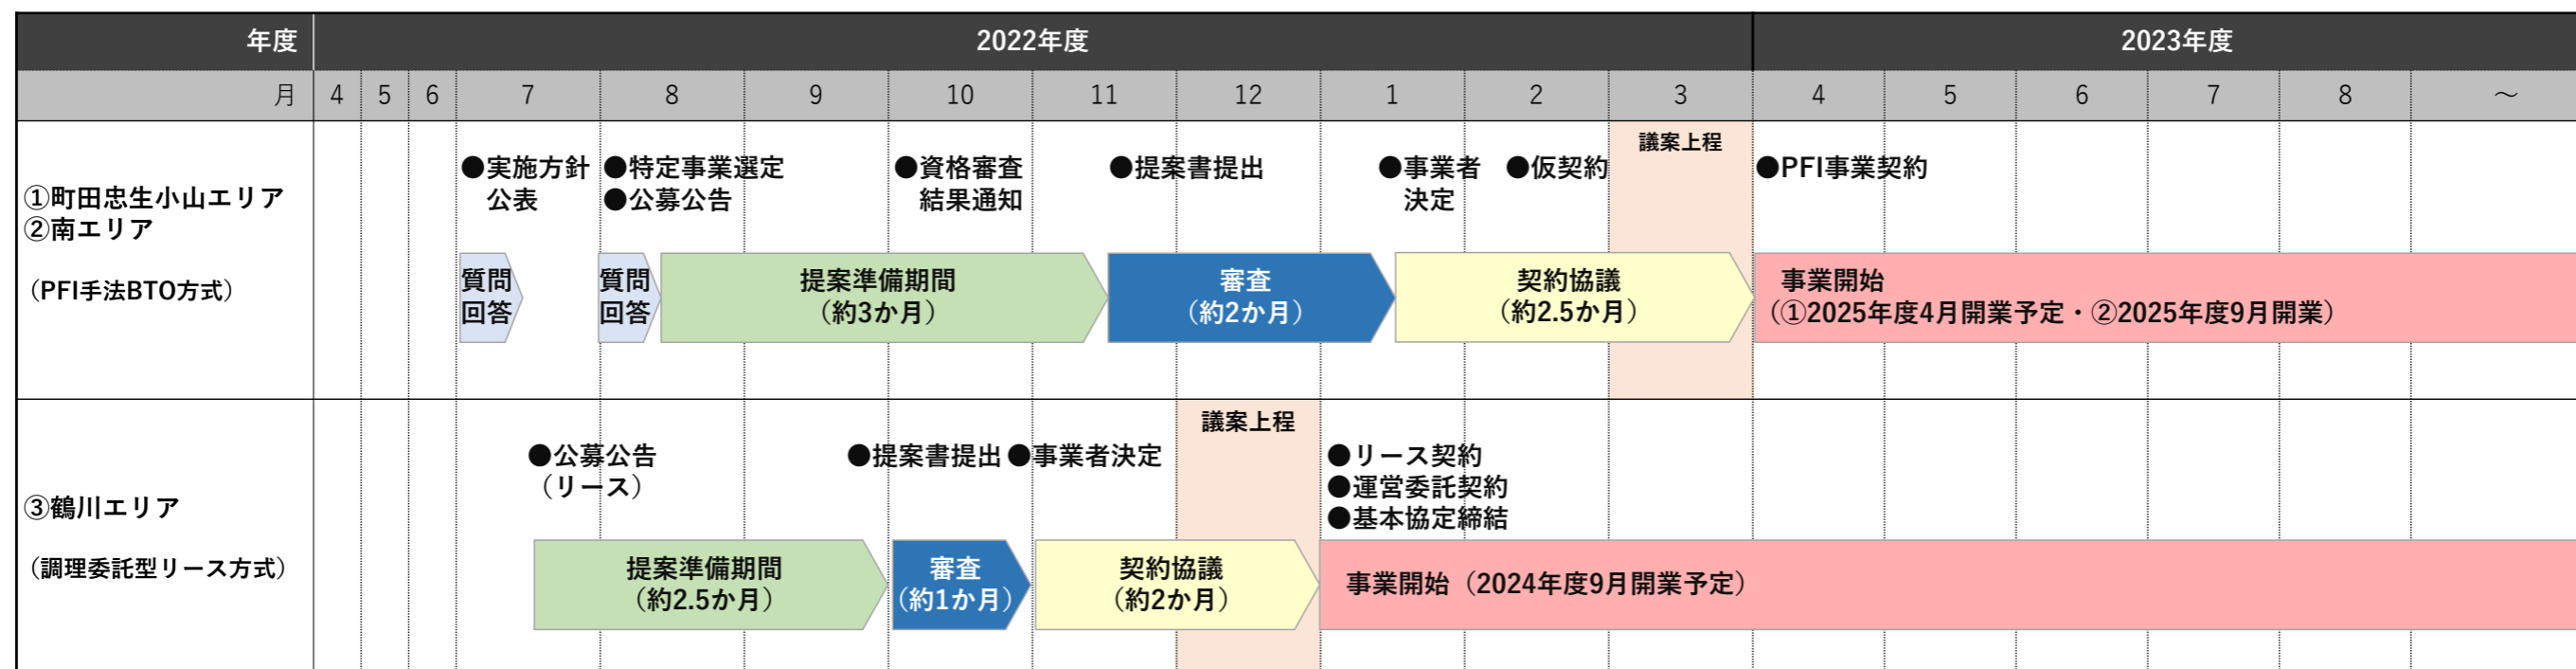 年度 2022年度 2023年度
月 4 5 6 7 8 9 10 11 12 1 2 3 4 5 6 7 8 ～
①町田忠生小山エリア
②南エリア
（PFI手法BTO方式）
議案上程
●実施方針
公表
●特定事業選定
●公募公告
●資格審査
結果通知
●提案書提出
●事業者
決定
●仮契約
●PFI事業契約
質問
回答
質問
回答
提案準備期間
（約3か月）
審査
（約2か月）
契約協議
（約2.5か月）
事業開始
（①2025年度4月開業予定・②2025年度9月開業）
③鶴川エリア
（調理委託型リース方式）
議案上程
●公募公告
（リース）
●提案書提出
●事業者決定
●リース契約
●運営委託契約
●基本協定締結
提案準備期間
（約2.5か月）
審査
（約1か月）
契約協議
（約2か月）
事業開始（2024年度9月開業予定）